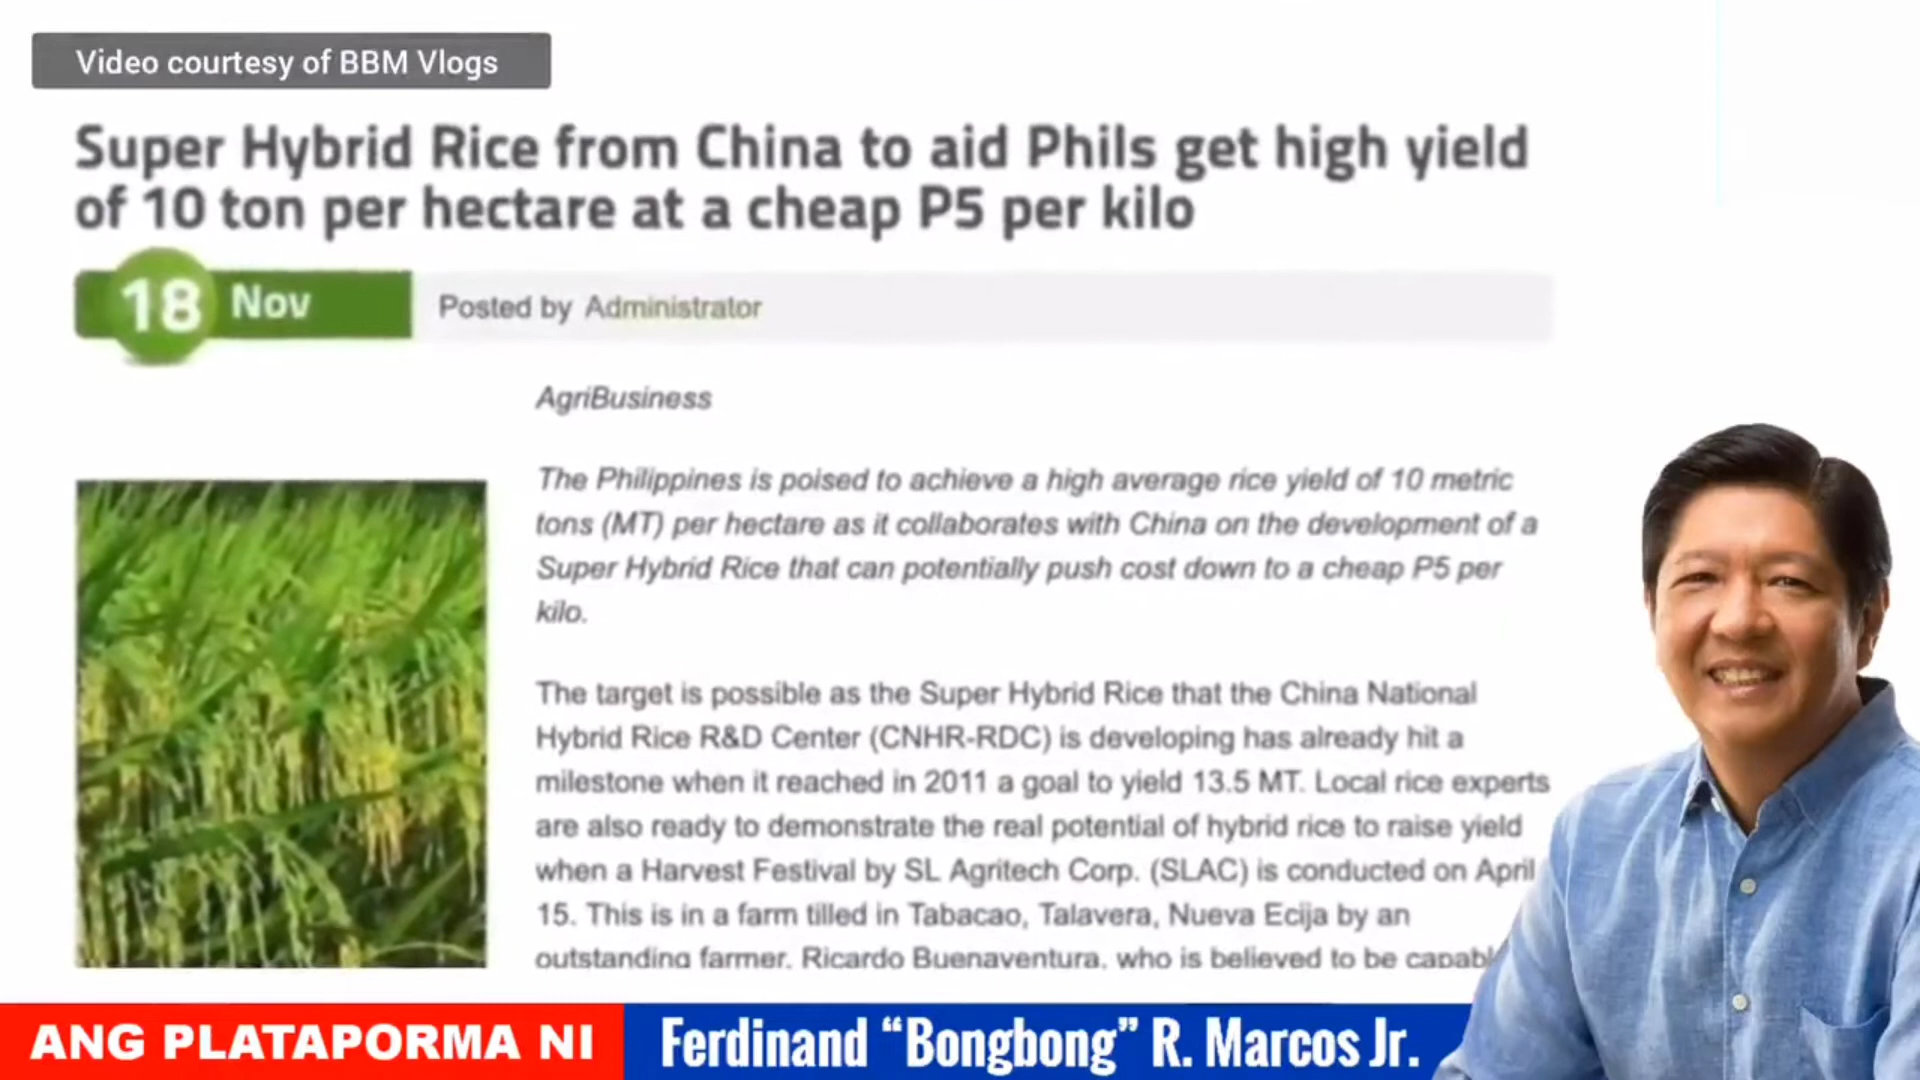 Video courtesy of BBM Vlogs
Super Hybrid Rice from China to aid Phils get high yield
of 10 ton per hectare at a cheap P5 per kilo
18 Nov
Posted by Administrator
AgriBusiness
The Philippines is poised to achieve a high average rice yield of 10 metric
tons (MT) per hectare as it collaborates with China on the development of a
Super Hybrid Rice that can potentially push cost down to a cheap P5 per
kilo.
The target is possible as the Super Hybrid Rice that the China National
Hybrid Rice R&D Center (CNHR-RDC) is developing has already hit a
milestone when it reached in 2011 a goal to yield 13.5 MT. Local rice experts
are also ready to demonstrate the real potential of hybrid rice to raise yield
when a Harvest Festival by SL Agritech Corp. (SLAC) is conducted on April
15. This is in a farm tilled in Tabacao, Talavera, Nueva Ecija by an
outstanding farmer, Ricardo Buenaventura, who is believed to be
ANG PLATAPORMA NI
Ferdinand “Bongbong” R. Marcos Jr.